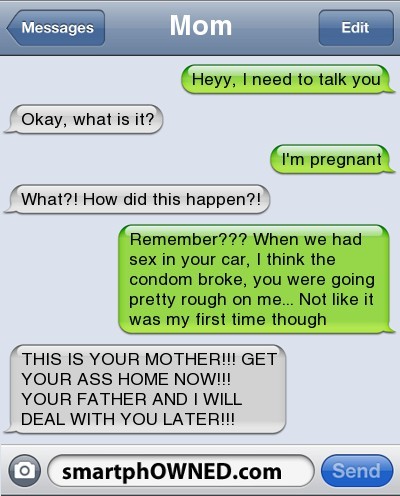 Messages
Mom
Edit
Heyy, I need to talk you
Okay, what is it?
I'm pregnant
What?! How did this happen?!
Remember??? When we had
sex in your car, I think the
condom broke, you were going
pretty rough on me... Not like it
was my first time though
THIS IS YOUR MOTHER!!! GET
YOUR ASS HOME NOW!!!
YOUR FATHER AND I WILL
DEAL WITH YOU LATER!!!
smartphOWNED.com
Send